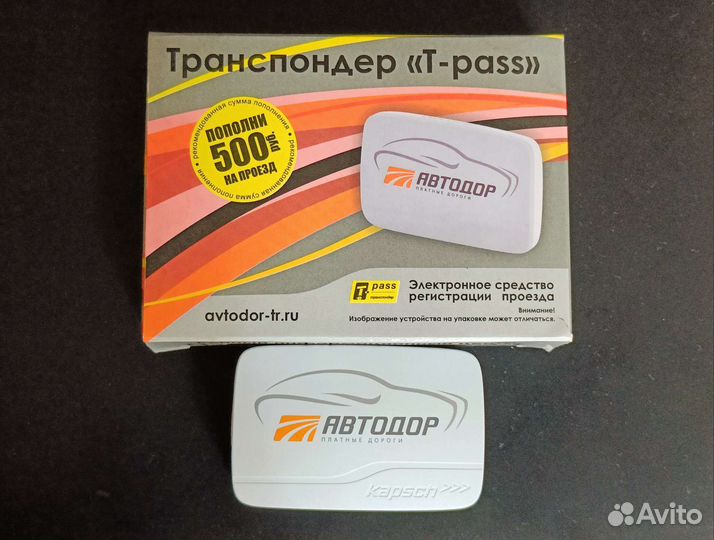 Транспондер «T-pass»
• рекомендованная сумма пополнения •
рекомендованная сумма пополнения
ПОПОЛНИ
500 руб.
НА ПРОЕЗД
АВТОДОР
ПЛАТНЫЕ ДОРОГИ
T pass
транспондер
Электронное средство
регистрации проезда
Внимание!
Изображение устройства на упаковке может отличаться.
avtodor-tr.ru
АВТОДОР
ПЛАТНЫЕ ДОРОГИ
kapsch >>>
Avito